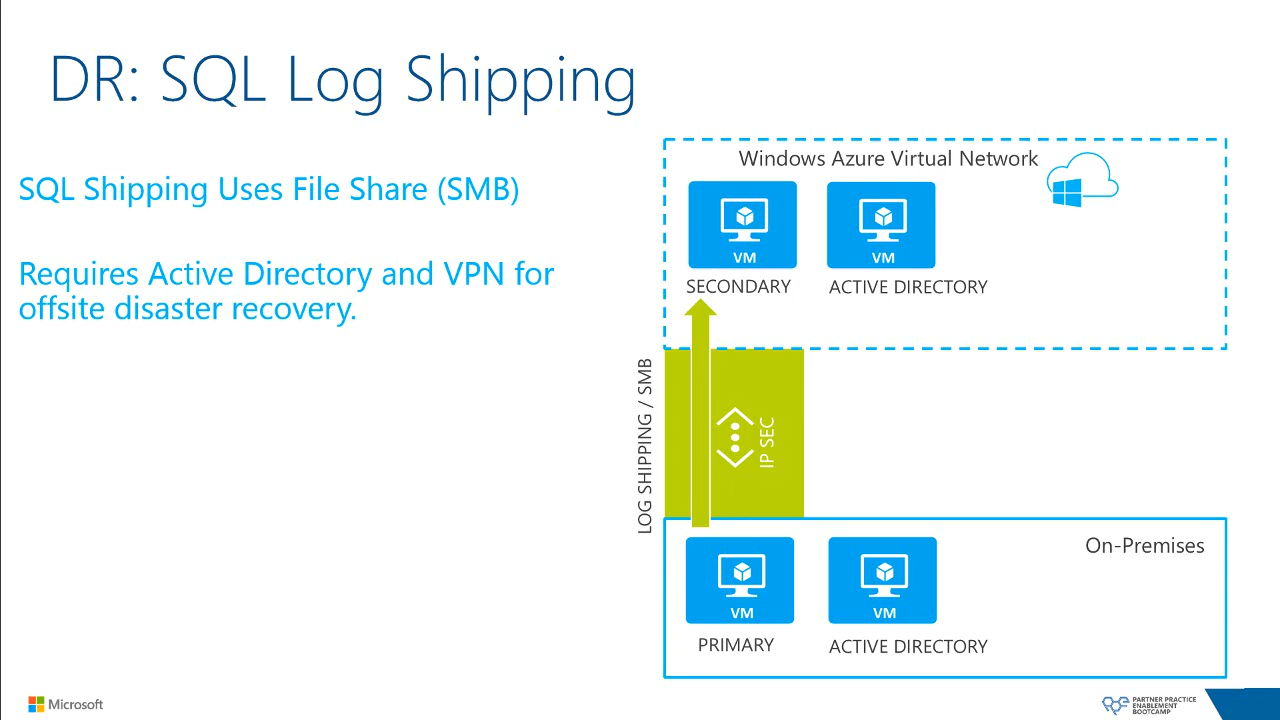 DR: SQL Log Shipping
SQL Shipping Uses File Share (SMB)
Requires Active Directory and VPN for
offsite disaster recovery.
Windows Azure Virtual Network
VM
VM
SECONDARY
ACTIVE DIRECTORY
LOG SHIPPING / SMB
IP SEC
On-Premises
VM
VM
PRIMARY
ACTIVE DIRECTORY
Microsoft
PARTNER PRACTICE
ENABLEMENT
BOOTCAMP